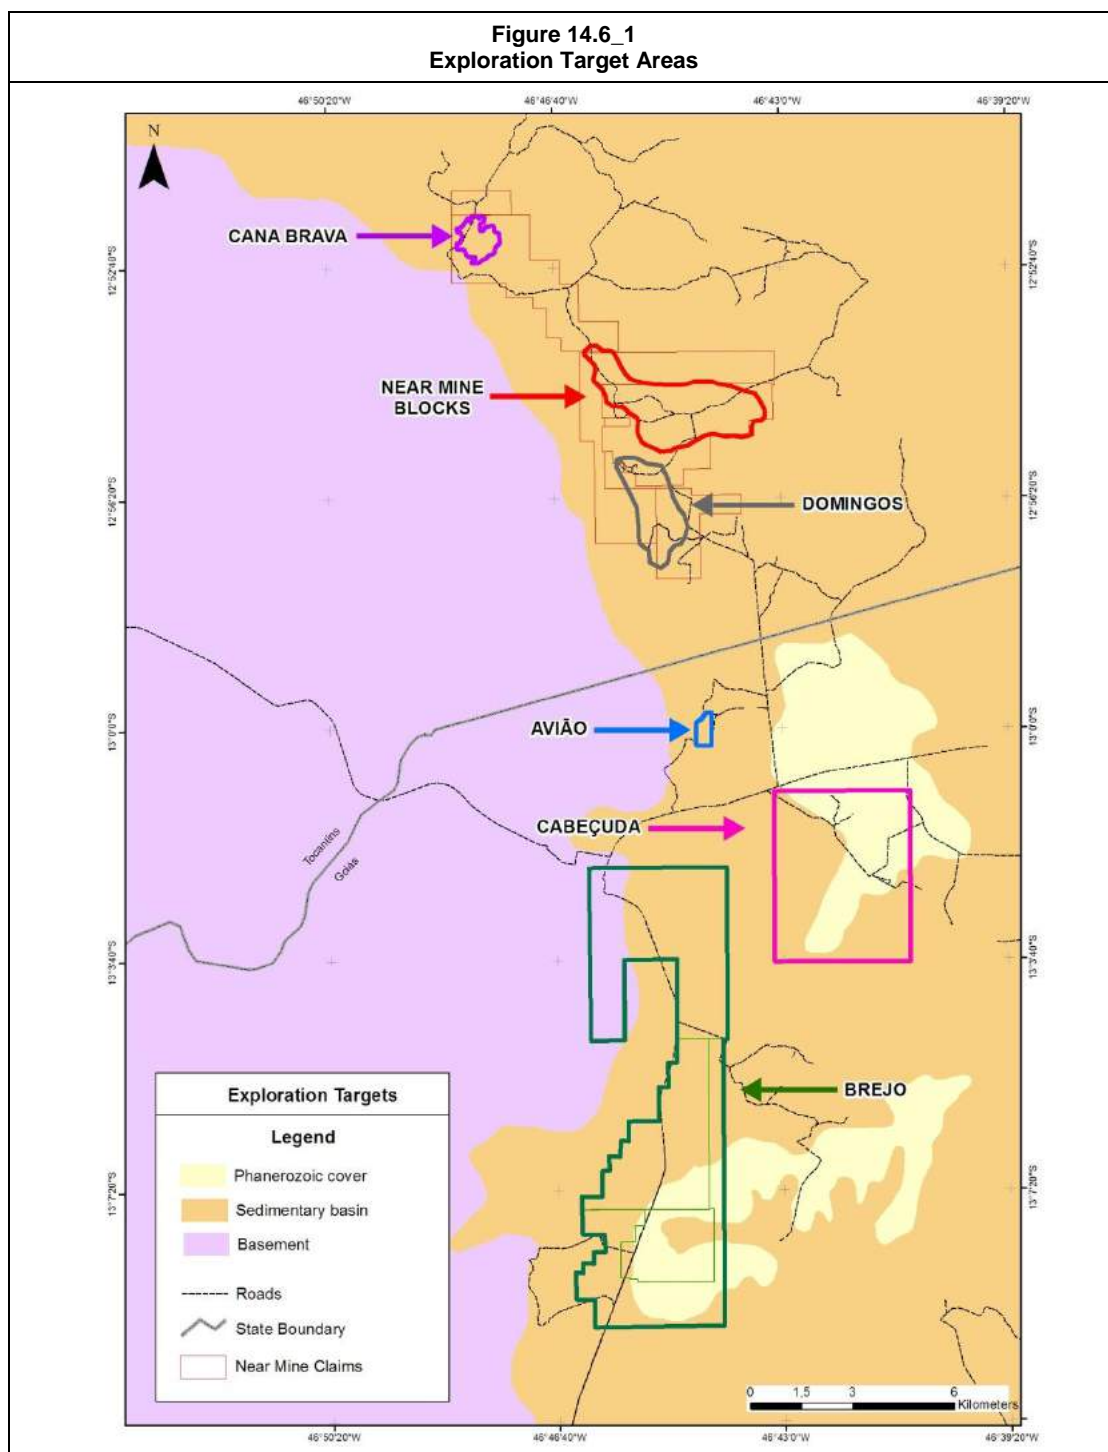 Figure 14.6_1
Exploration Target Areas
46°50'20"W
46°46'40"W
46°43'0"W
46°39'20"W
N
CANA BRAVA
12°52'40"S
12°52'40"S
NEAR MINE
BLOCKS
DOMINGOS
12°56'20"S
12°56'20"S
AVIÃO
13°0'0"S
13°0'0"S
CABEÇUDA
Tocantins
Goias
13°3'40"S
13°3'40"S
BREJO
Exploration Targets
Legend
Phanerozoic cover
Sedimentary basin
Basement
Roads
State Boundary
Near Mine Claims
13°7'20"S
13°7'20"S
0 1,5 3 6
Kilometers
46°50'20"W
46°46'40"W
46°43'0"W
46°39'20"W